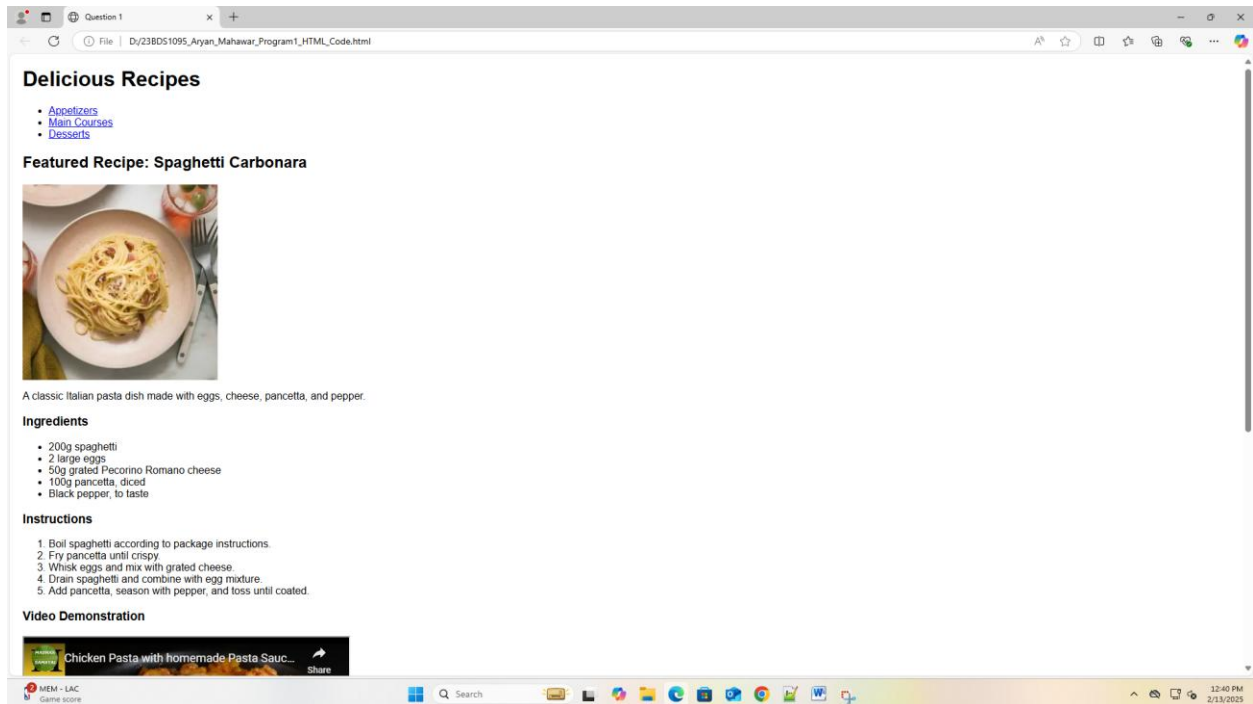 Question 1
File
D:/23BDS1095_Aryan_Mahawar_Program1_HTML_Code.html
Delicious Recipes
Appetizers
Main Courses
Desserts
Featured Recipe: Spaghetti Carbonara
A classic Italian pasta dish made with eggs, cheese, pancetta, and pepper.
Ingredients
200g spaghetti
2 large eggs
50g grated Pecorino Romano cheese
100g pancetta, diced
Black pepper, to taste
Instructions
1. Boil spaghetti according to package instructions.
2. Fry pancetta until crispy.
3. Whisk eggs and mix with grated cheese.
4. Drain spaghetti and combine with egg mixture.
5. Add pancetta, season with pepper, and toss until coated.
Video Demonstration
Chicken Pasta with homemade Pasta Sauc...
Share
2
MEM - LAC
Game score
Search
12:40 PM
2/13/2025